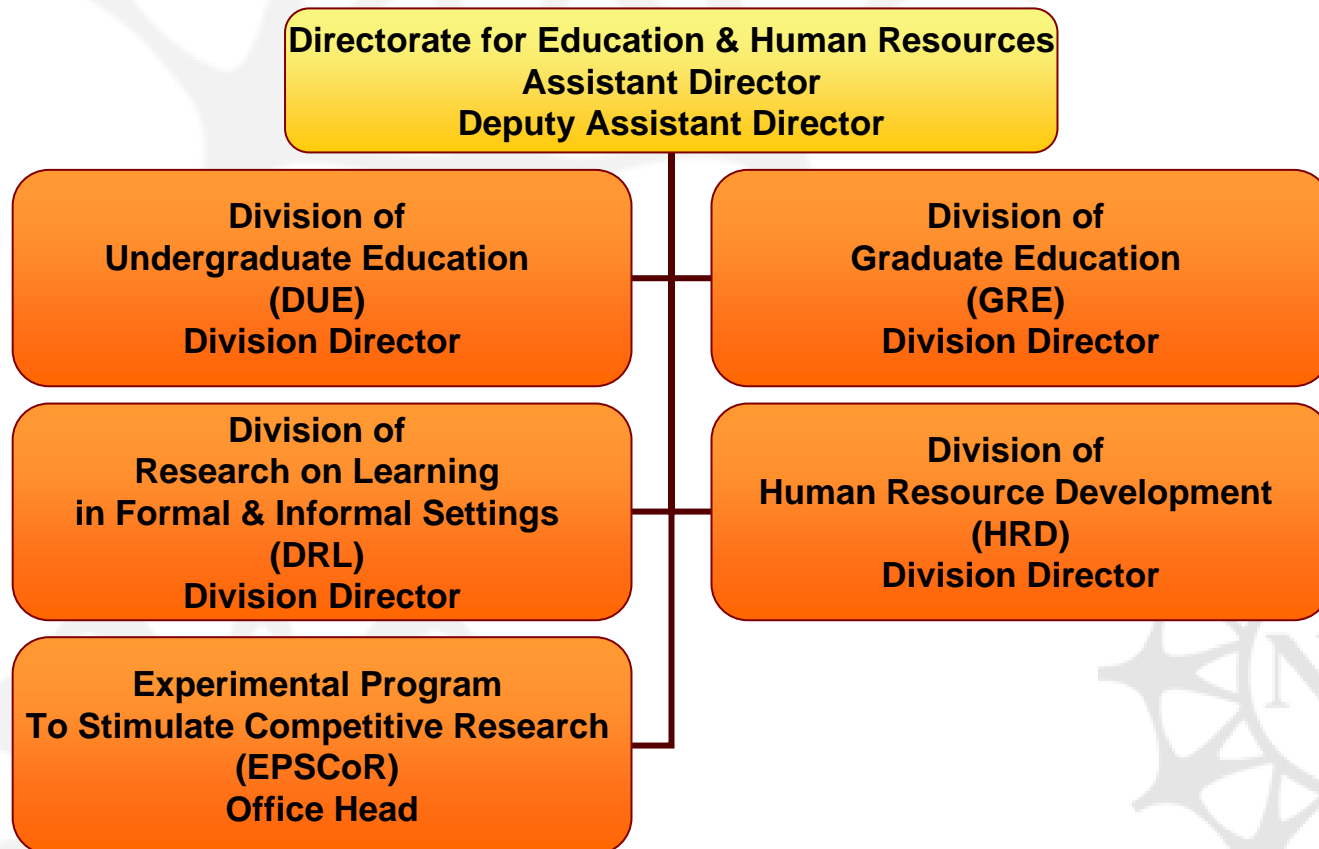 Directorate for Education & Human Resources
Assistant Director
Deputy Assistant Director
Division of
Undergraduate Education
(DUE)
Division Director
Division of
Graduate Education
(GRE)
Division Director
Division of
Research on Learning
in Formal & Informal Settings
(DRL)
Division Director
Division of
Human Resource Development
(HRD)
Division Director
Experimental Program
To Stimulate Competitive Research
(EPSCoR)
Office Head
N